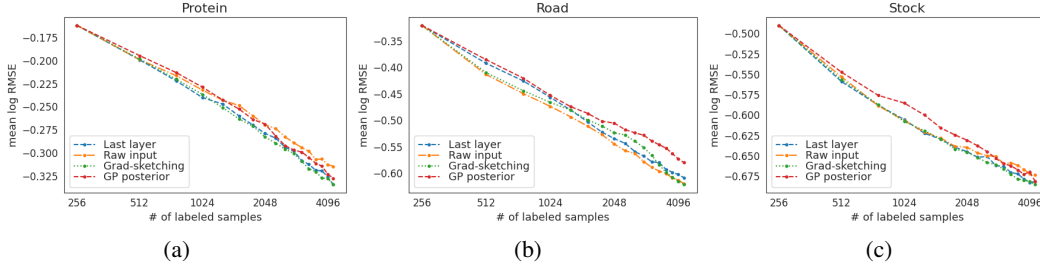 Protein
mean log RMSE
−0.175
−0.200
−0.225
−0.250
−0.275
−0.300
−0.325
Last layer
Raw input
Grad-sketching
GP posterior
256 512 1024 2048 4096
# of labeled samples
(a)
Road
mean log RMSE
−0.35
−0.40
−0.45
−0.50
−0.55
−0.60
Last layer
Raw input
Grad-sketching
GP posterior
256 512 1024 2048 4096
# of labeled samples
(b)
Stock
mean log RMSE
−0.500
−0.525
−0.550
−0.575
−0.600
−0.625
−0.650
−0.675
Last layer
Raw input
Grad-sketching
GP posterior
256 512 1024 2048 4096
# of labeled samples
(c)